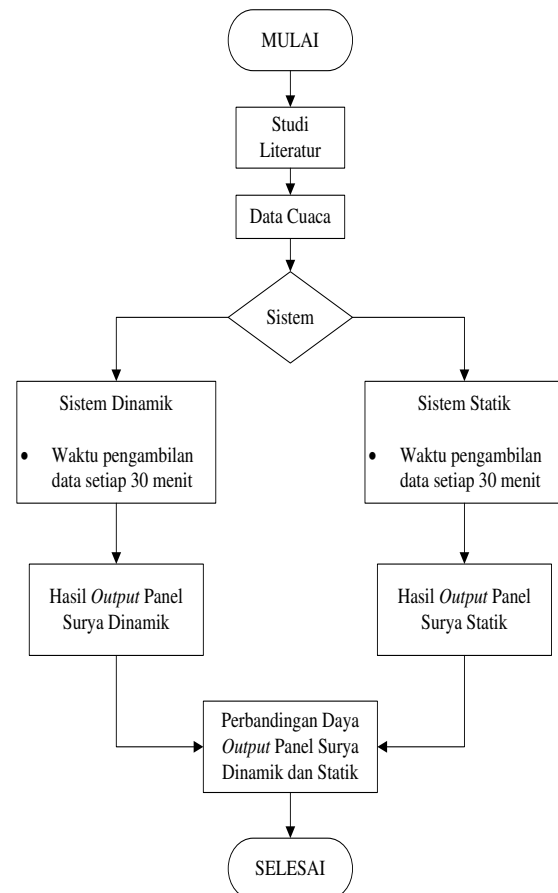 MULAI
Studi
Literatur
Data Cuaca
Sistem
Sistem Dinamik
• Waktu pengambilan
data setiap 30 menit
Sistem Statik
• Waktu pengambilan
data setiap 30 menit
Hasil Output Panel
Surya Dinamik
Hasil Output Panel
Surya Statik
Perbandingan Daya
Output Panel Surya
Dinamik dan Statik
SELESAI